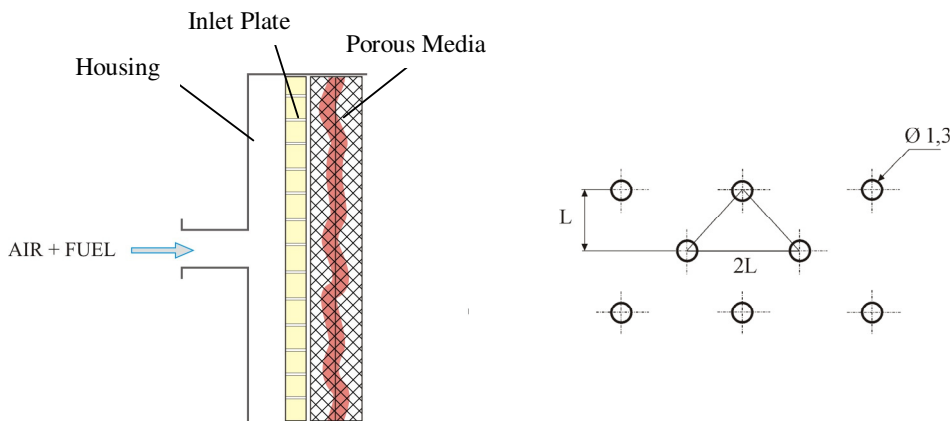 Inlet Plate
Porous Media
Housing
AIR + FUEL
Ø 1,3
L
2L